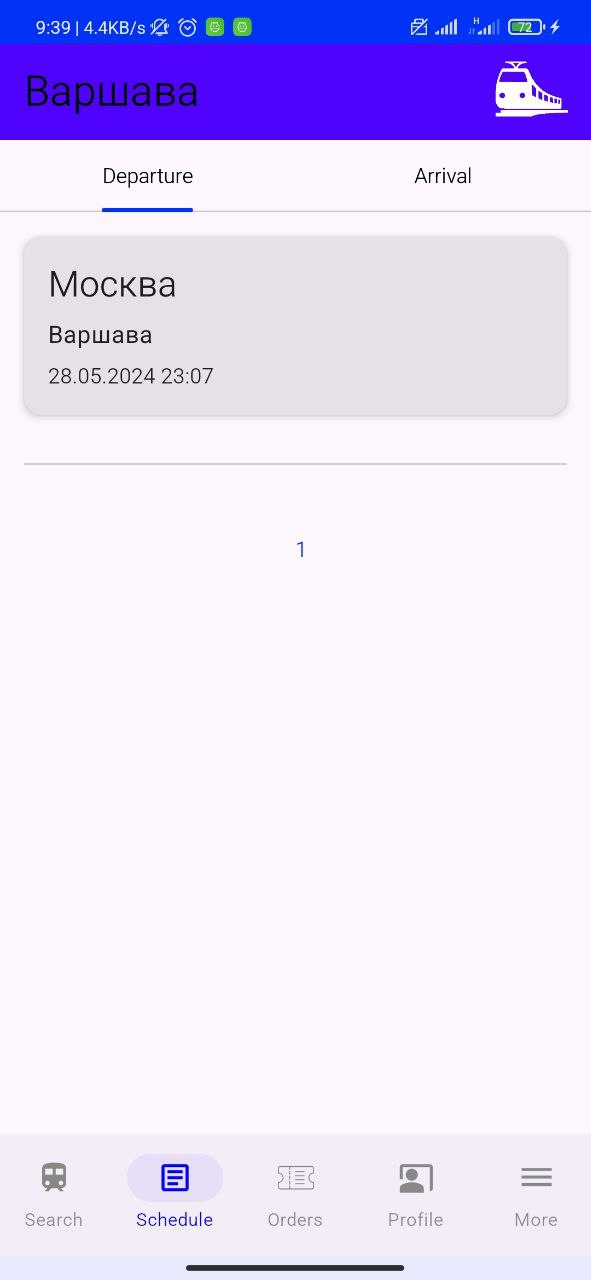 9:39 | 4.4KB/s 72
Варшава
Departure Arrival
Москва
Варшава
28.05.2024 23:07
1
Search Schedule Orders Profile More